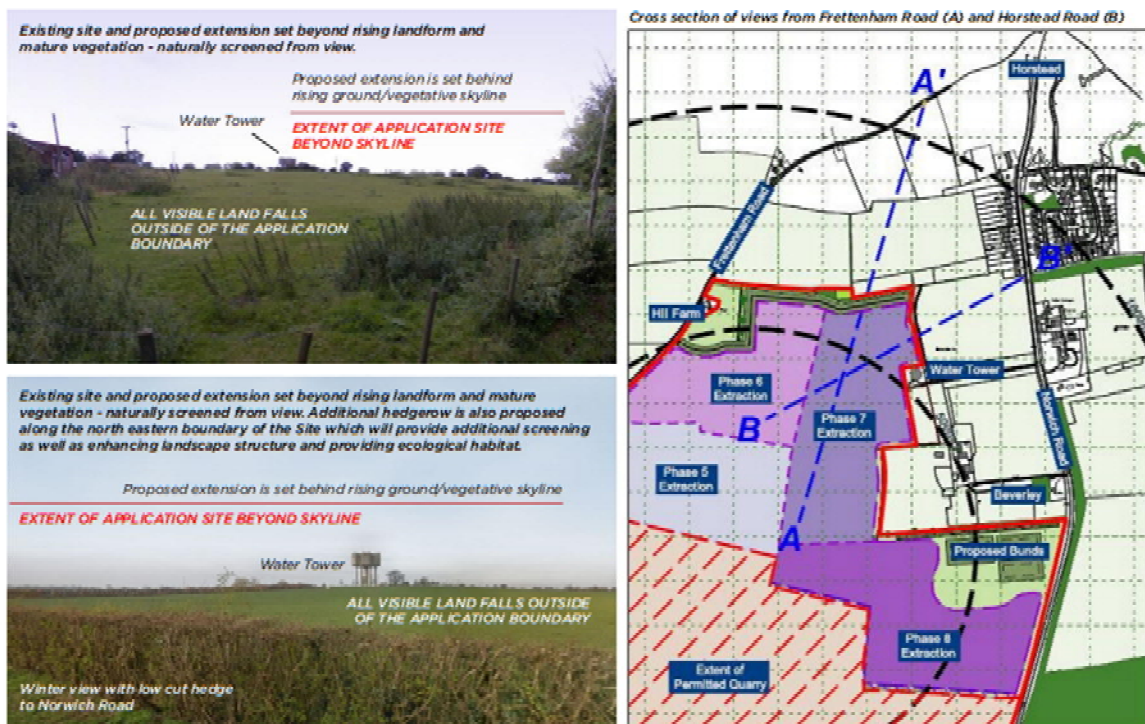 Existing site and proposed extension set beyond rising landform and
mature vegetation - naturally screened from view.
Proposed extension is set behind
rising ground/vegetative skyline
Water Tower
EXTENT OF APPLICATION SITE
BEYOND SKYLINE
ALL VISIBLE LAND FALLS
OUTSIDE OF THE APPLICATION
BOUNDARY
Existing site and proposed extension set beyond rising landform and mature
vegetation - naturally screened from view. Additional hedgerow is also proposed
along the north eastern boundary of the Site which will provide additional screening
as well as enhancing landscape structure and providing ecological habitat.
Proposed extension is set behind rising ground/vegetative skyline
EXTENT OF APPLICATION SITE BEYOND SKYLINE
Water Tower
ALL VISIBLE LAND FALLS OUTSIDE
OF THE APPLICATION BOUNDARY
Winter view with low cut hedge
to Norwich Road
Cross section of views from Frettenham Road (A) and Horstead Road (B)
Horstead
A'
Frettenham Road
B'
Hill Farm
Water Tower
Phase 6
Extraction
B
Phase 7
Extraction
Norwich Road
Phase 5
Extraction
Beverley
A
Proposed Bunds
Phase 8
Extraction
Extent of
Permitted Quarry